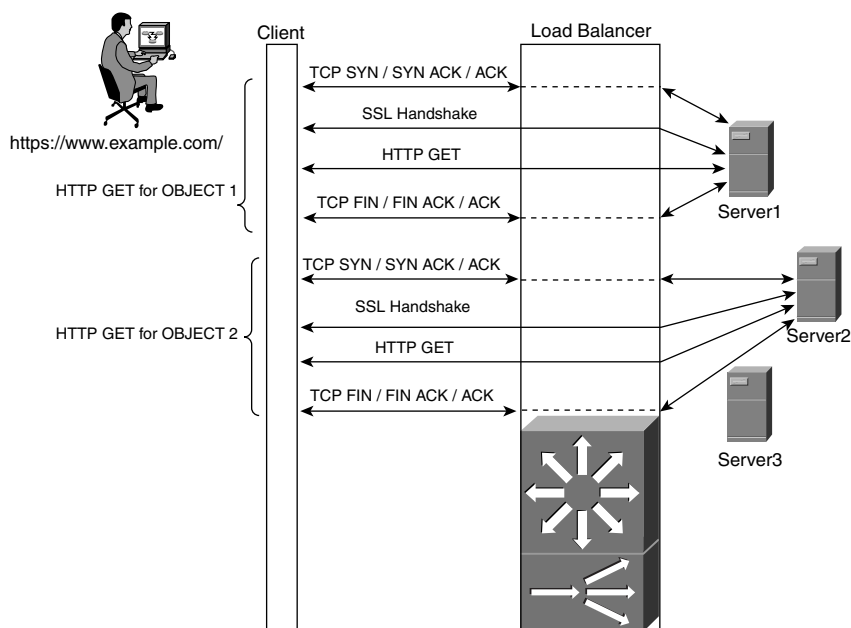 Client
Load Balancer
TCP SYN / SYN ACK / ACK
SSL Handshake
https://www.example.com/
HTTP GET
HTTP GET for OBJECT 1
TCP FIN / FIN ACK / ACK
Server1
TCP SYN / SYN ACK / ACK
SSL Handshake
HTTP GET for OBJECT 2
Server2
HTTP GET
TCP FIN / FIN ACK / ACK
Server3